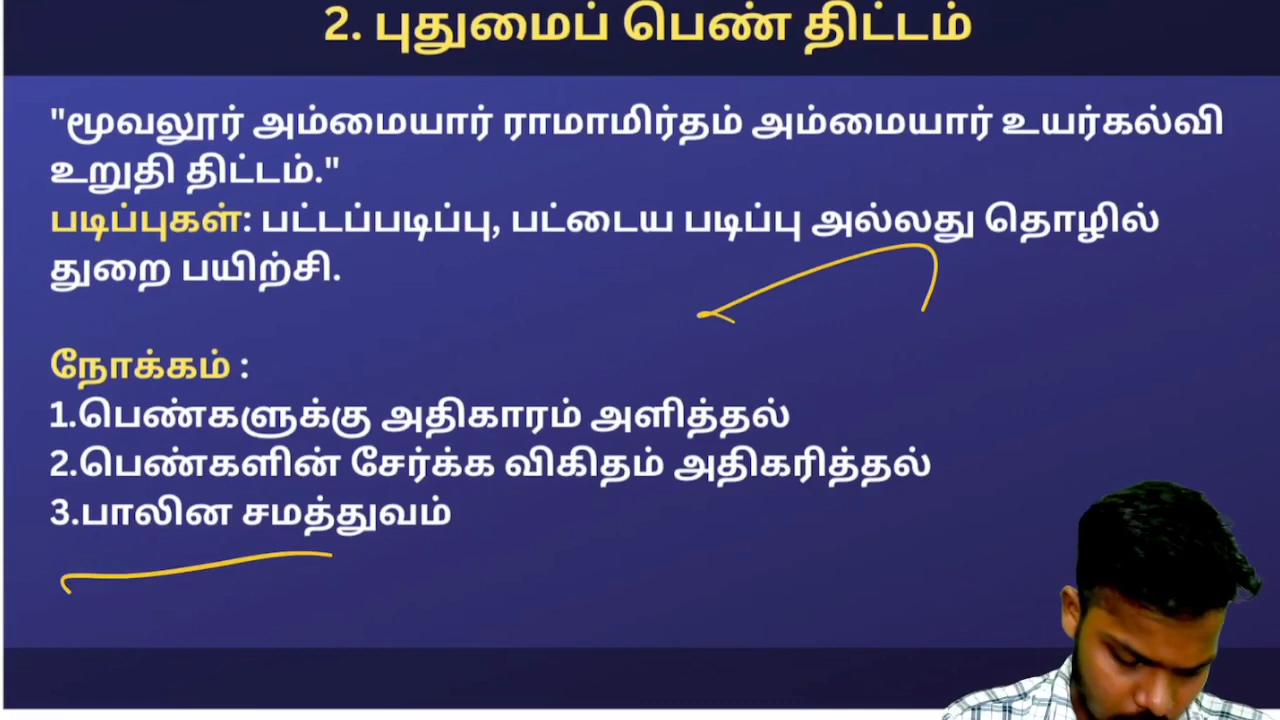 2. புதுமைப் பெண் திட்டம்
"மூவலூர் அம்மையார் ராமாமிர்தம் அம்மையார் உயர்கல்வி
உறுதி திட்டம்."
படிப்புகள்: பட்டப்படிப்பு, பட்டைய படிப்பு அல்லது தொழில்
துறை பயிற்சி.
நோக்கம் :
1.பெண்களுக்கு அதிகாரம் அளித்தல்
2.பெண்களின் சேர்க்க விகிதம் அதிகரித்தல்
3.பாலின சமத்துவம்